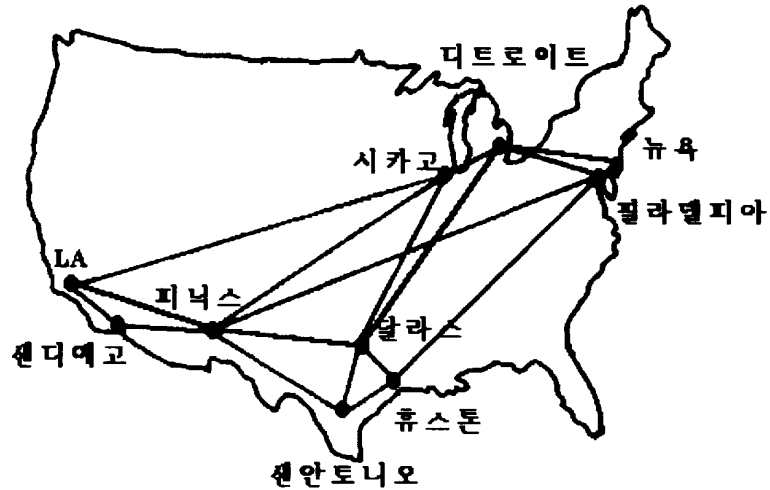 디트로이트
뉴욕
시카고
필라델피아
LA
피닉스
달라스
샌디에고
휴스톤
샌안토니오